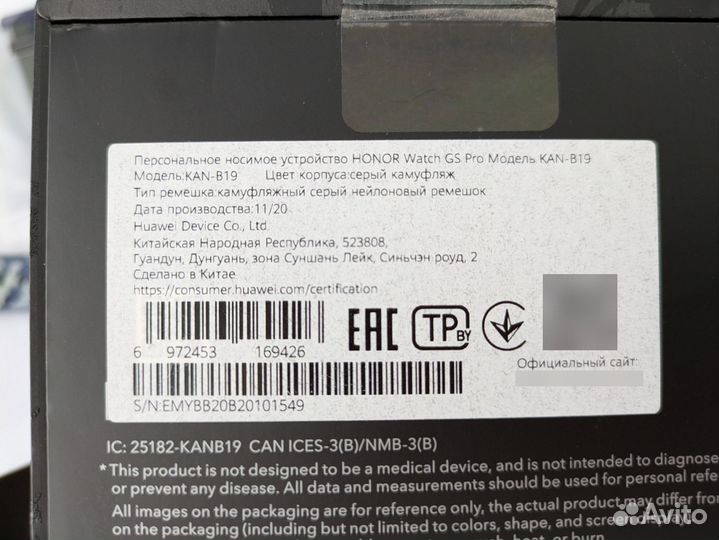 Персональное носимое устройство HONOR Watch GS Pro Модель KAN-B19
Модель:KAN-B19 Цвет корпуса:серый камуфляж
Тип ремешка:камуфляжный серый нейлоновый ремешок
Дата производства:11/20
Huawei Device Co., Ltd.
Китайская Народная Республика, 523808,
Гуандун, Дунгуань, зона Суншань Лейк, Синьчэн роуд, 2
Сделано в Китае
https://consumer.huawei.com/certification
EAC TP BY
6 972453 169426
Официальный сайт:
S/N:EMYBB20B20101549
IC: 25182-KANB19 CAN ICES-3(B)/NMB-3(B)
*This product is not designed to be a medical device, and is not intended to diagnose
or prevent any disease. All data and measurements should be used for personal
All images on the packaging are for reference only, the actual product may differ from
on the packaging (including but not limited to colors, shape, and screen display
Avito